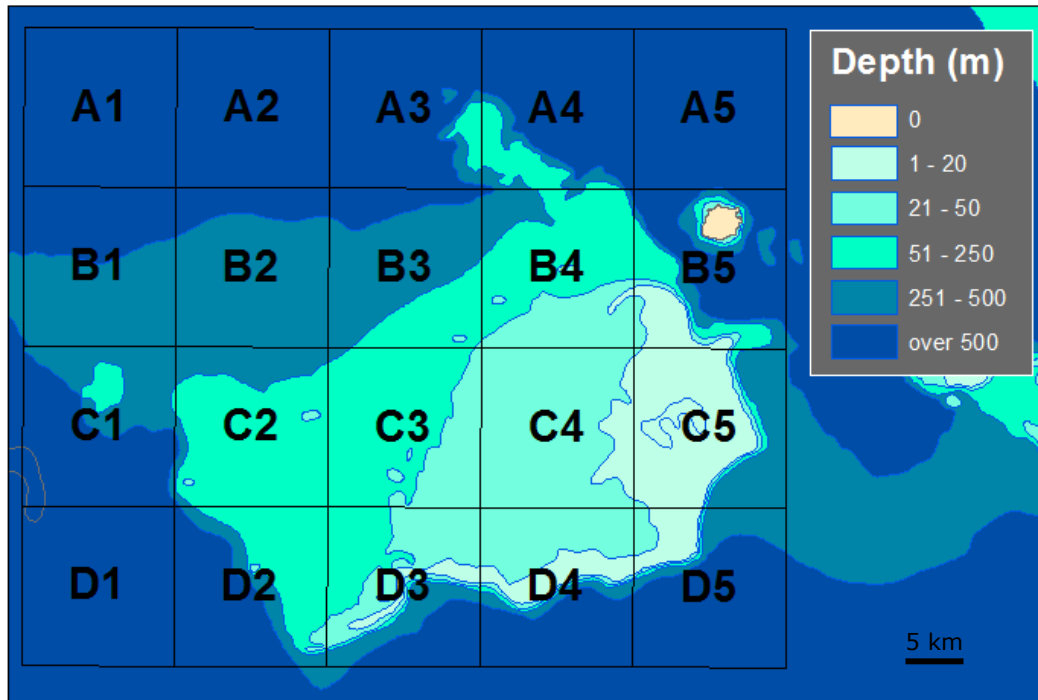 A1 A2 A3 A4 A5
B1 B2 B3 B4 B5
C1 C2 C3 C4 C5
D1 D2 D3 D4 D5
Depth (m)
0
1 - 20
21 - 50
51 - 250
251 - 500
over 500
5 km